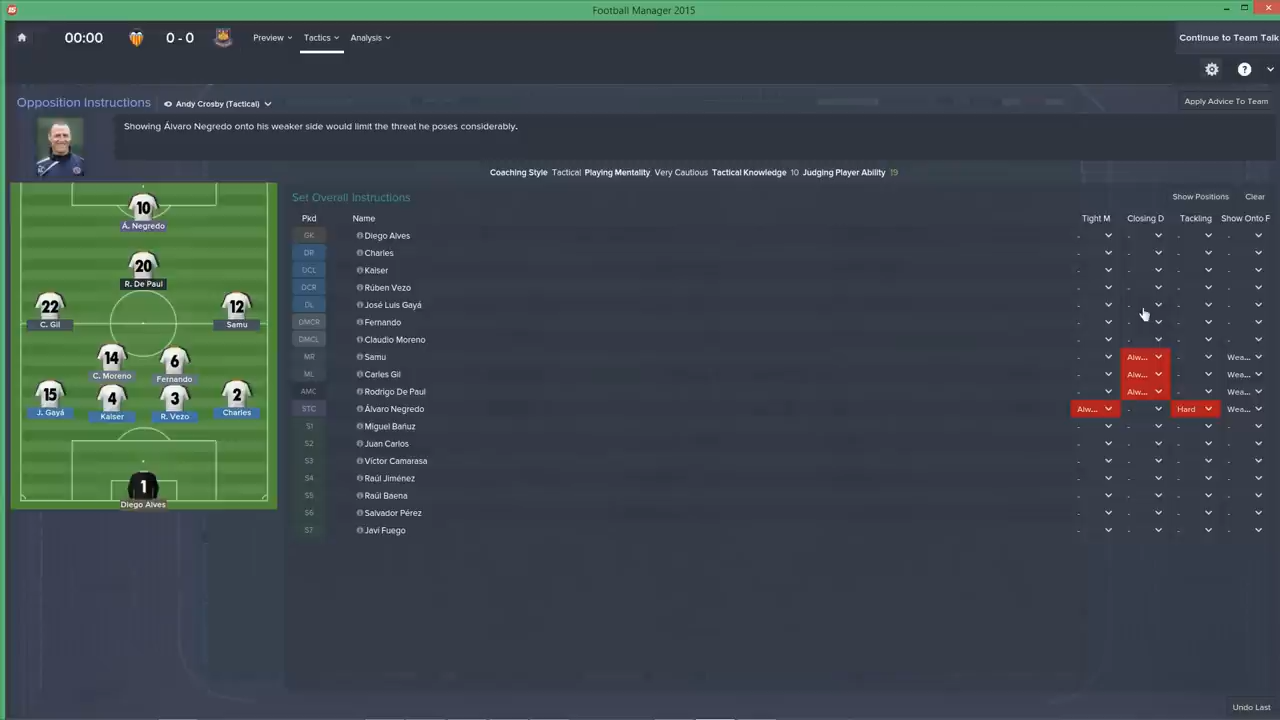 Football Manager 2015
00:00 0 - 0 Preview Tactics Analysis Continue to Team Talk
Opposition Instructions Andy Crosby (Tactical) Apply Advice To Team
Showing Álvaro Negredo onto his weaker side would limit the threat he poses considerably.
Coaching Style Tactical Playing Mentality Very Cautious Tactical Knowledge 10 Judging Player Ability 19
Set Overall Instructions Show Positions Clear
Pkd Name Tight M Closing D Tackling Show Onto F
GK Diego Alves - - - -
DR Charles - - - -
DCL Kaiser - - - -
DCR Rúben Vezo - - - -
DL José Luis Gayá - - - -
DMCR Fernando - - - -
DMCL Claudio Moreno - - - -
MR Samu - Alw... - Wea...
ML Carles Gil - Alw... - Wea...
AMC Rodrigo De Paul - Alw... - Wea...
STC Álvaro Negredo Alw... - Hard Wea...
S1 Miguel Bañuz - - - -
S2 Juan Carlos - - - -
S3 Víctor Camarasa - - - -
S4 Raúl Jiménez - - - -
S5 Raúl Baena - - - -
S6 Salvador Pérez - - - -
S7 Javi Fuego - - - -
10
Á. Negredo
20
R. De Paul
22 12
C. Gil Samu
14 6
C. Moreno Fernando
15 4 3 2
J. Gayá Kaiser R. Vezo Charles
1
Diego Alves
Undo Last